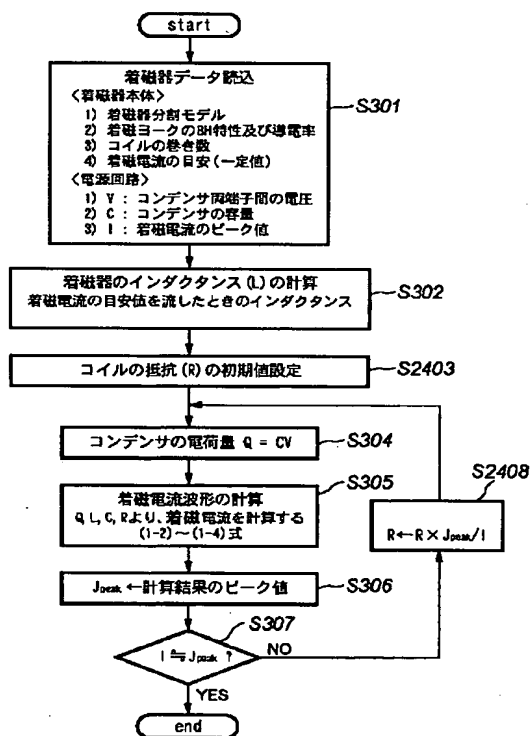 start
着磁器データ読込
S301
<着磁器本体>
1) 着磁器分割モデル
2) 着磁ヨークのBH特性及び導電率
3) コイルの巻き数
4) 着磁電流の目安(一定値)
<電源回路>
1) V : コンデンサ両端子間の電圧
2) C : コンデンサの容量
3) I : 着磁電流のピーク値
着磁器のインダクタンス(L)の計算
着磁電流の目安値を流したときのインダクタンス
S302
コイルの抵抗(R)の初期値設定
S2403
コンデンサの電荷量 Q = CV
S304
S305
着磁電流波形の計算
Q, L, C, Rより、着磁電流を計算する
(1-2)~(1-4)式
S2408
R←R×Jpeak/I
Jpeak ←計算結果のピーク値
S306
S307
I ≒ Jpeak ?
NO
YES
end